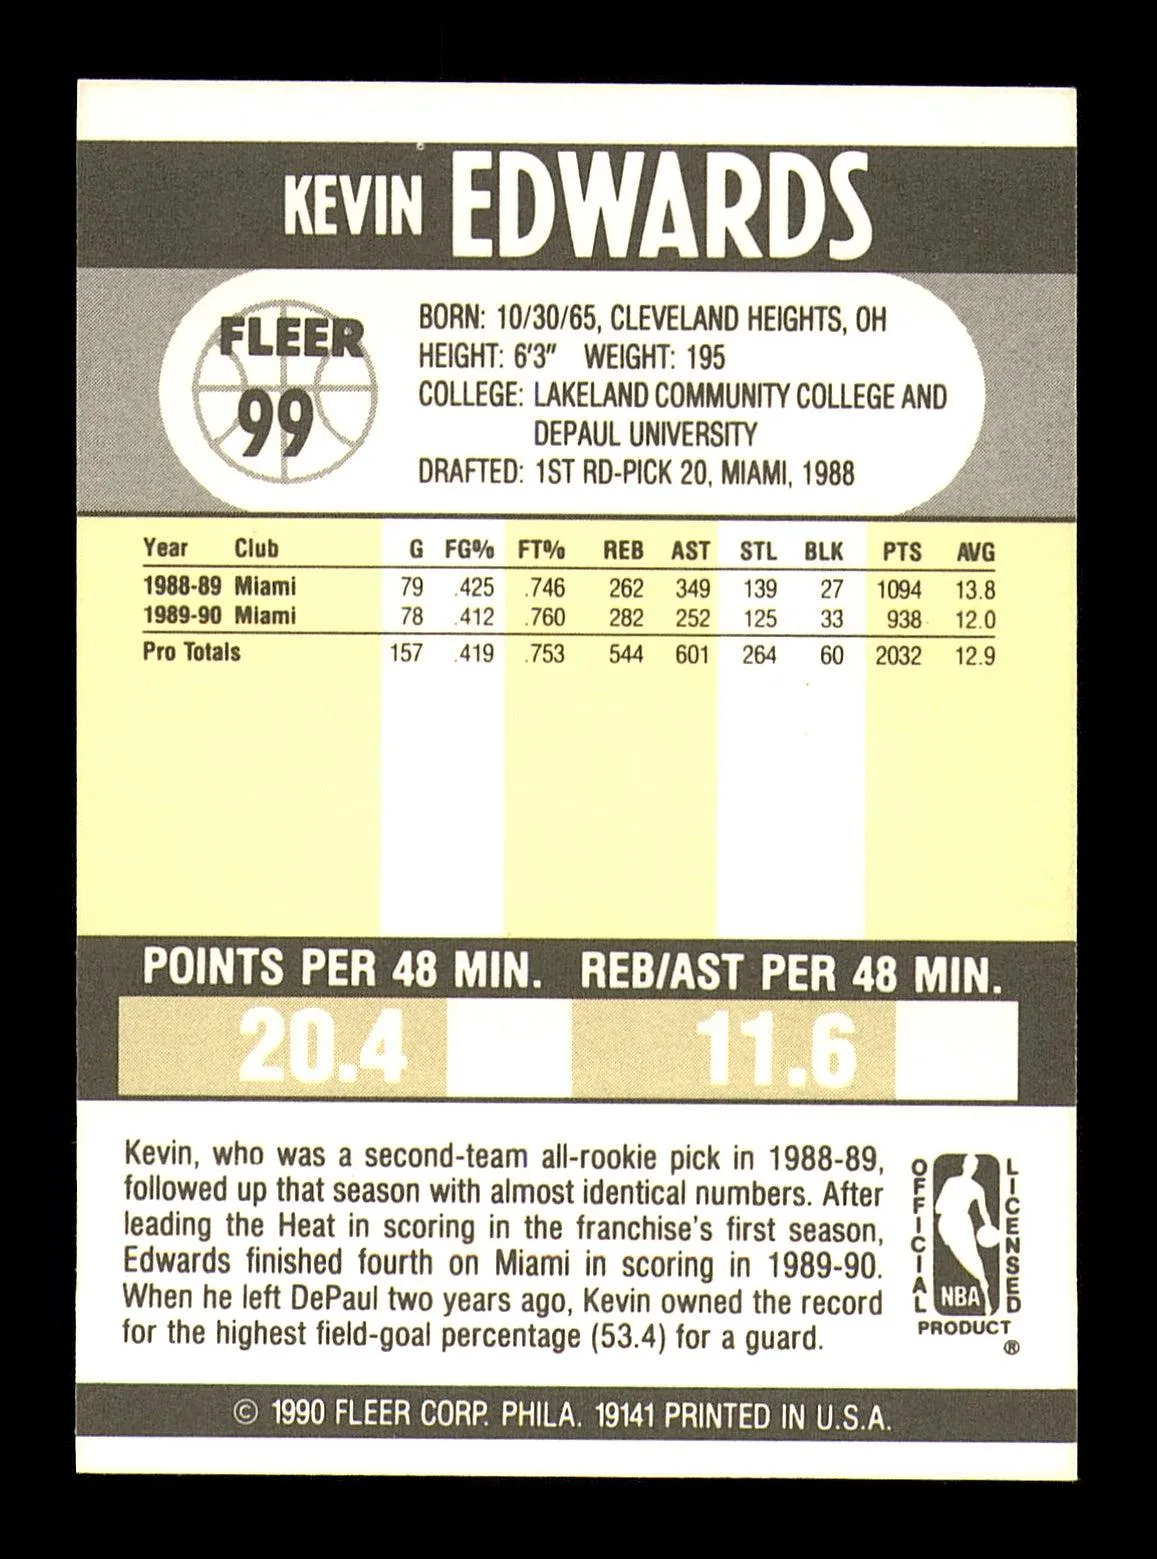 KEVIN EDWARDS
FLEER
99
BORN: 10/30/65, CLEVELAND HEIGHTS, OH
HEIGHT: 6'3" WEIGHT: 195
COLLEGE: LAKELAND COMMUNITY COLLEGE AND
DEPAUL UNIVERSITY
DRAFTED: 1ST RD-PICK 20, MIAMI, 1988
Year Club G FG% FT% REB AST STL BLK PTS AVG
1988-89 Miami 79 .425 .746 262 349 139 27 1094 13.8
1989-90 Miami 78 .412 .760 282 252 125 33 938 12.0
Pro Totals 157 .419 .753 544 601 264 60 2032 12.9
POINTS PER 48 MIN. REB/AST PER 48 MIN.
20.4 11.6
Kevin, who was a second-team all-rookie pick in 1988-89,
followed up that season with almost identical numbers. After
leading the Heat in scoring in the franchise's first season,
Edwards finished fourth on Miami in scoring in 1989-90.
When he left DePaul two years ago, Kevin owned the record
for the highest field-goal percentage (53.4) for a guard.
OFFICIAL
LICENSED
NBA
PRODUCT
®
© 1990 FLEER CORP. PHILA. 19141 PRINTED IN U.S.A.